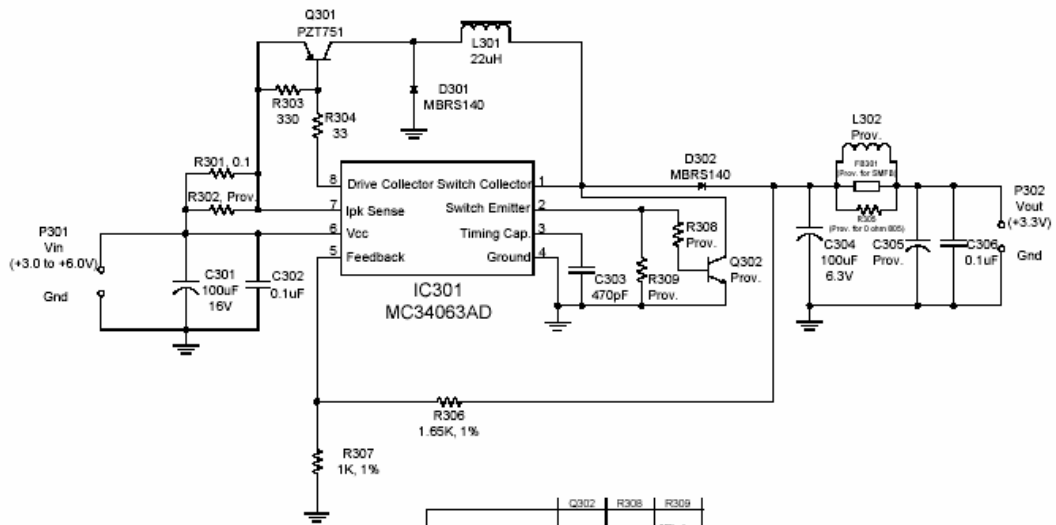 Q301
PZT751
L301
22uH
D301
MBRS140
R303
330
R304
33
R301, 0.1
R302, Prov.
P301
Vin
(+3.0 to +6.0V)
Gnd
C301
100uF
16V
C302
0.1uF
8 Drive Collector Switch Collector 1
7 Ipk Sense Switch Emitter 2
6 Vcc Timing Cap. 3
5 Feedback Ground 4
IC301
MC34063AD
C303
470pF
R308
Prov.
R309
Prov.
Q302
Prov.
D302
MBRS140
L302
Prov.
FB301
(Prov. for SMFB)
R305
(Prov. for 0 ohm 805)
C304
100uF
6.3V
C305
Prov.
C306
0.1uF
P302
Vout
(+3.3V)
Gnd
R306
1.65K, 1%
R307
1K, 1%
Q302 R308 R309